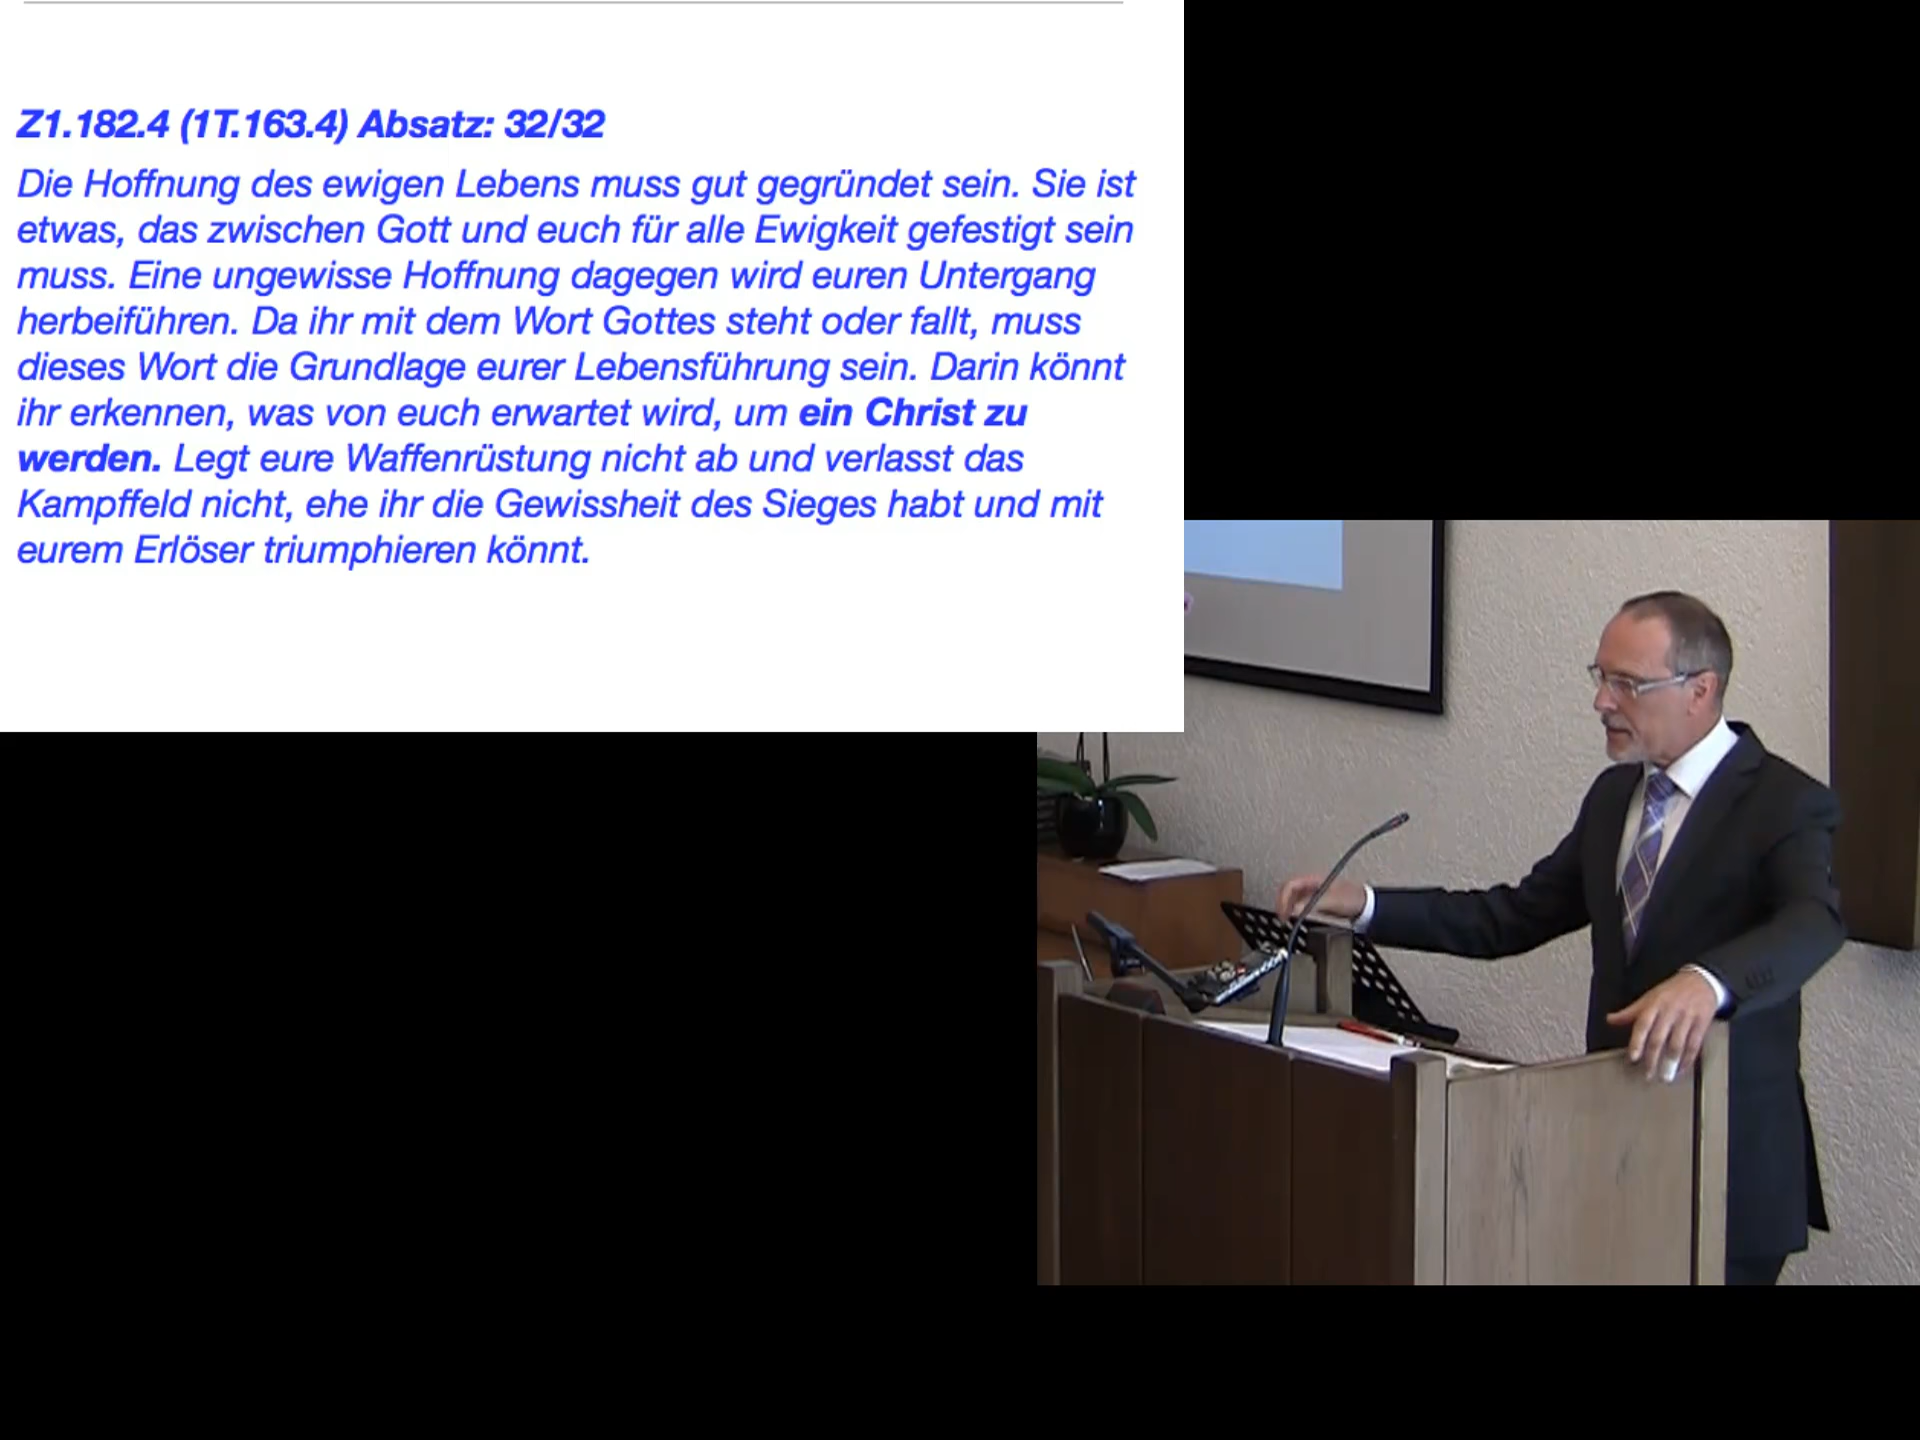 Z1.182.4 (1T.163.4) Absatz: 32/32
Die Hoffnung des ewigen Lebens muss gut gegründet sein. Sie ist
etwas, das zwischen Gott und euch für alle Ewigkeit gefestigt sein
muss. Eine ungewisse Hoffnung dagegen wird euren Untergang
herbeiführen. Da ihr mit dem Wort Gottes steht oder fallt, muss
dieses Wort die Grundlage eurer Lebensführung sein. Darin könnt
ihr erkennen, was von euch erwartet wird, um ein Christ zu
werden. Legt eure Waffenrüstung nicht ab und verlasst das
Kampffeld nicht, ehe ihr die Gewissheit des Sieges habt und mit
eurem Erlöser triumphieren könnt.